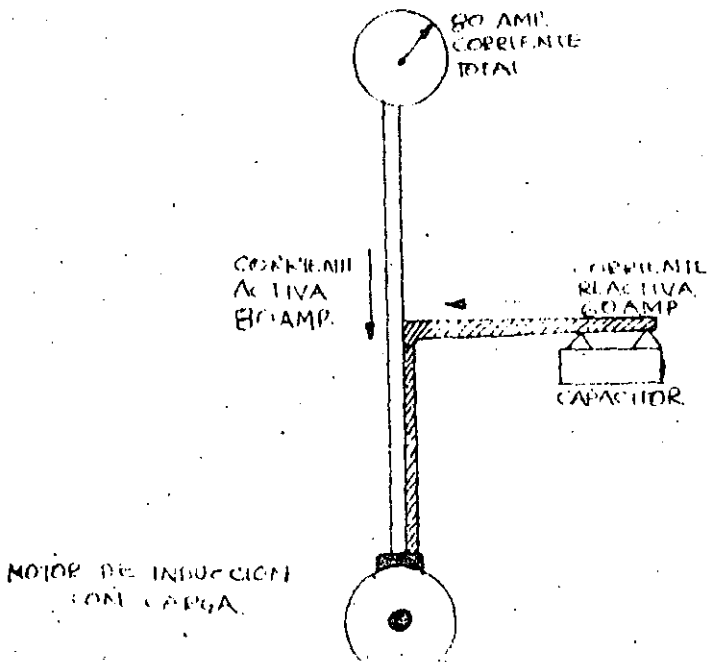 80 AMP.
CORRIENTE
TOTAL
CORRIENTE
ACTIVA
80 AMP.
CORRIENTE
REACTIVA
60 AMP
CAPACITOR
MOTOR DE INDUCCION
CON CARGA.